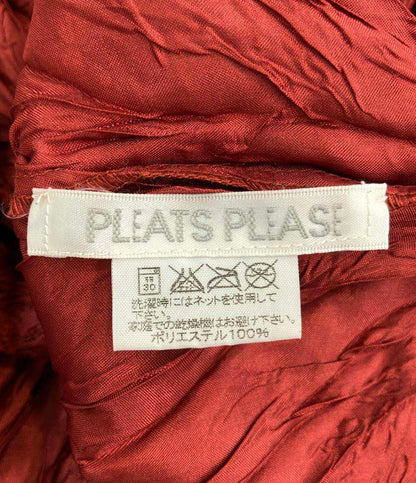 PLEATS PLEASE
弱
30
洗濯時にはネットを使用して
下さい。
家庭での乾燥機はお避け下さい。
ポリエステル100%